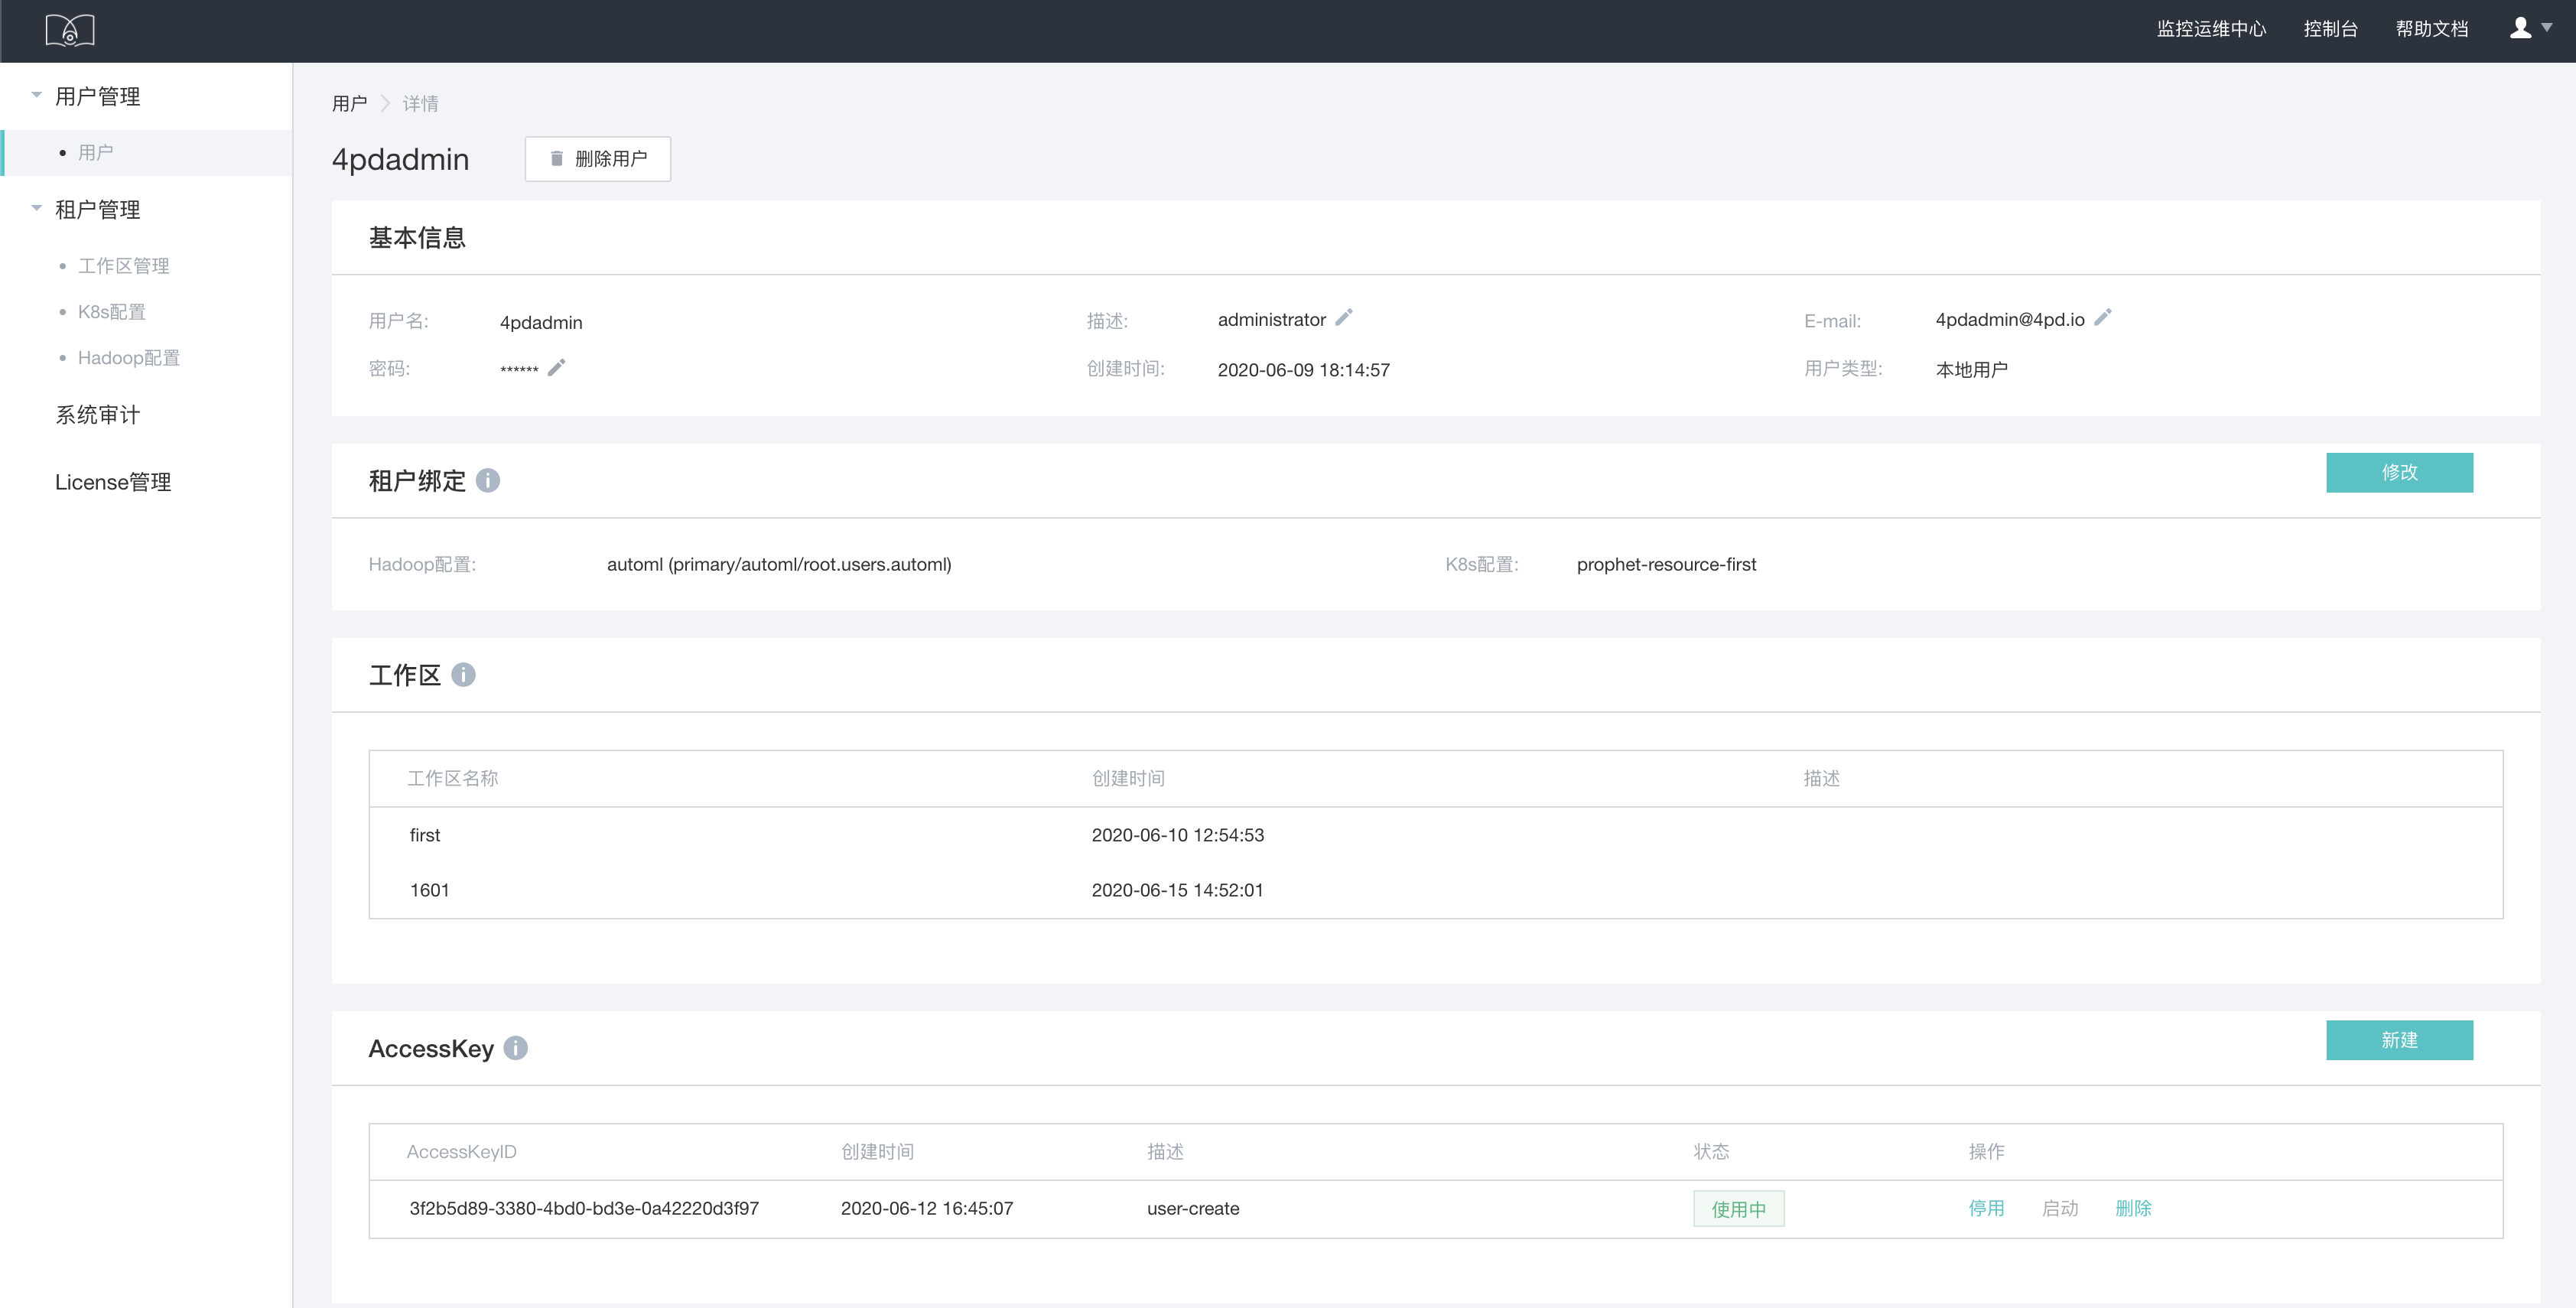 监控运维中心 控制台 帮助文档
用户管理
用户
租户管理
工作区管理
K8s配置
Hadoop配置
系统审计
License管理
用户 详情
4pdadmin 删除用户
基本信息
用户名: 4pdadmin 描述: administrator E-mail: 4pdadmin@4pd.io
密码: ****** 创建时间: 2020-06-09 18:14:57 用户类型: 本地用户
租户绑定 修改
Hadoop配置: automl (primary/automl/root.users.automl) K8s配置: prophet-resource-first
工作区
工作区名称 创建时间 描述
first 2020-06-10 12:54:53
1601 2020-06-15 14:52:01
AccessKey 新建
AccessKeyID 创建时间 描述 状态 操作
3f2b5d89-3380-4bd0-bd3e-0a42220d3f97 2020-06-12 16:45:07 user-create 使用中 停用 启动 删除